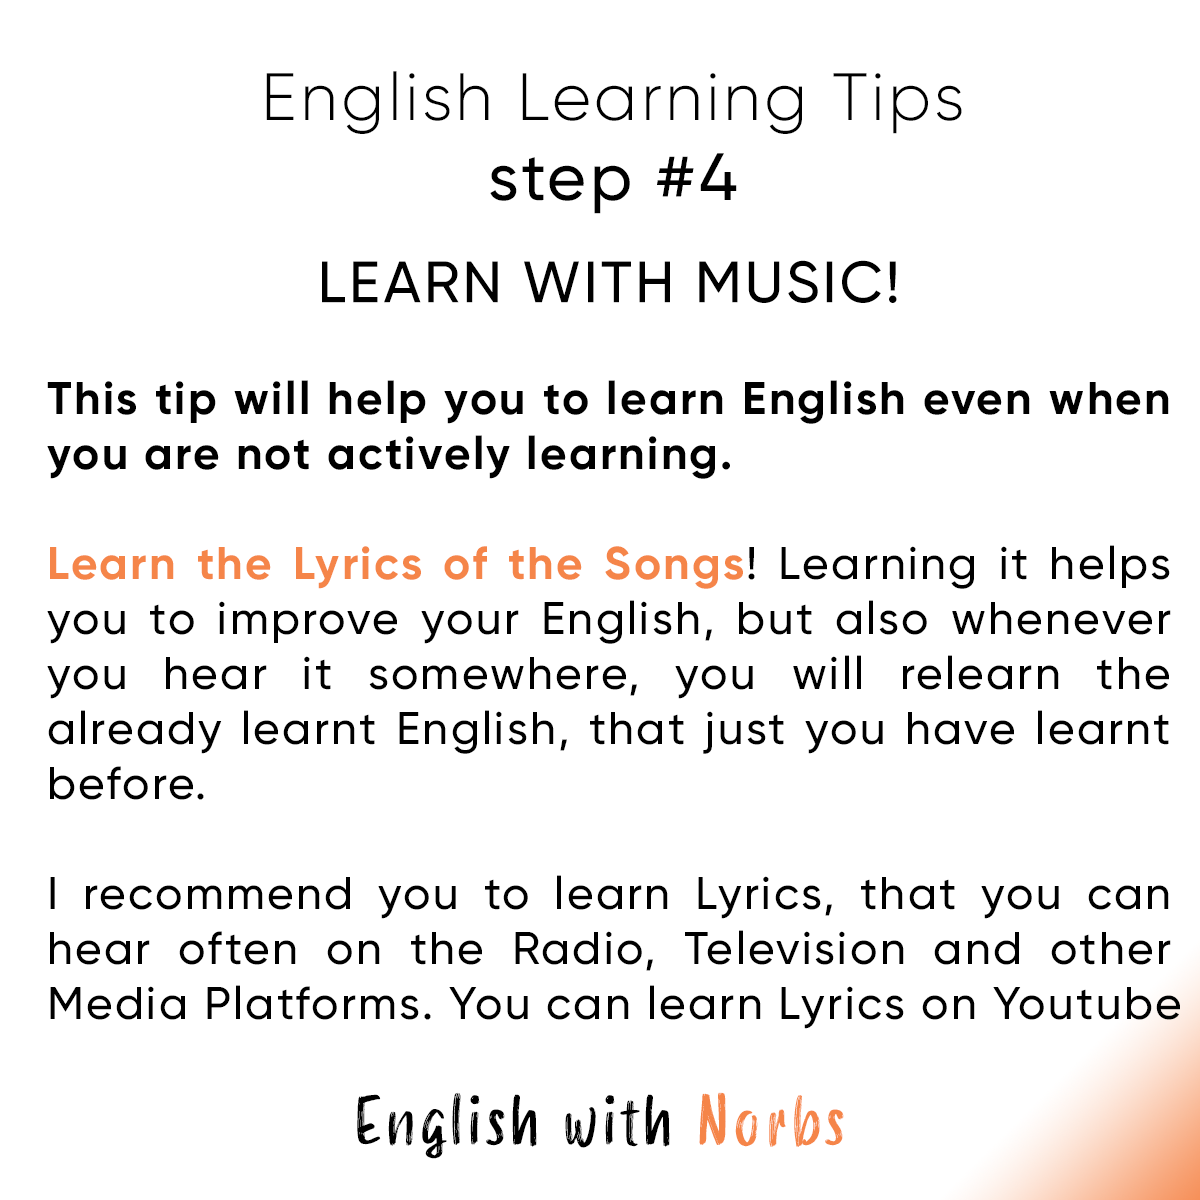 English Learning Tips
step #4
LEARN WITH MUSIC!
This tip will help you to learn English even when
you are not actively learning.
Learn the Lyrics of the Songs! Learning it helps
you to improve your English, but also whenever
you hear it somewhere, you will relearn the
already learnt English, that just you have learnt
before.
I recommend you to learn Lyrics, that you can
hear often on the Radio, Television and other
Media Platforms. You can learn Lyrics on Youtube
English with Norbs